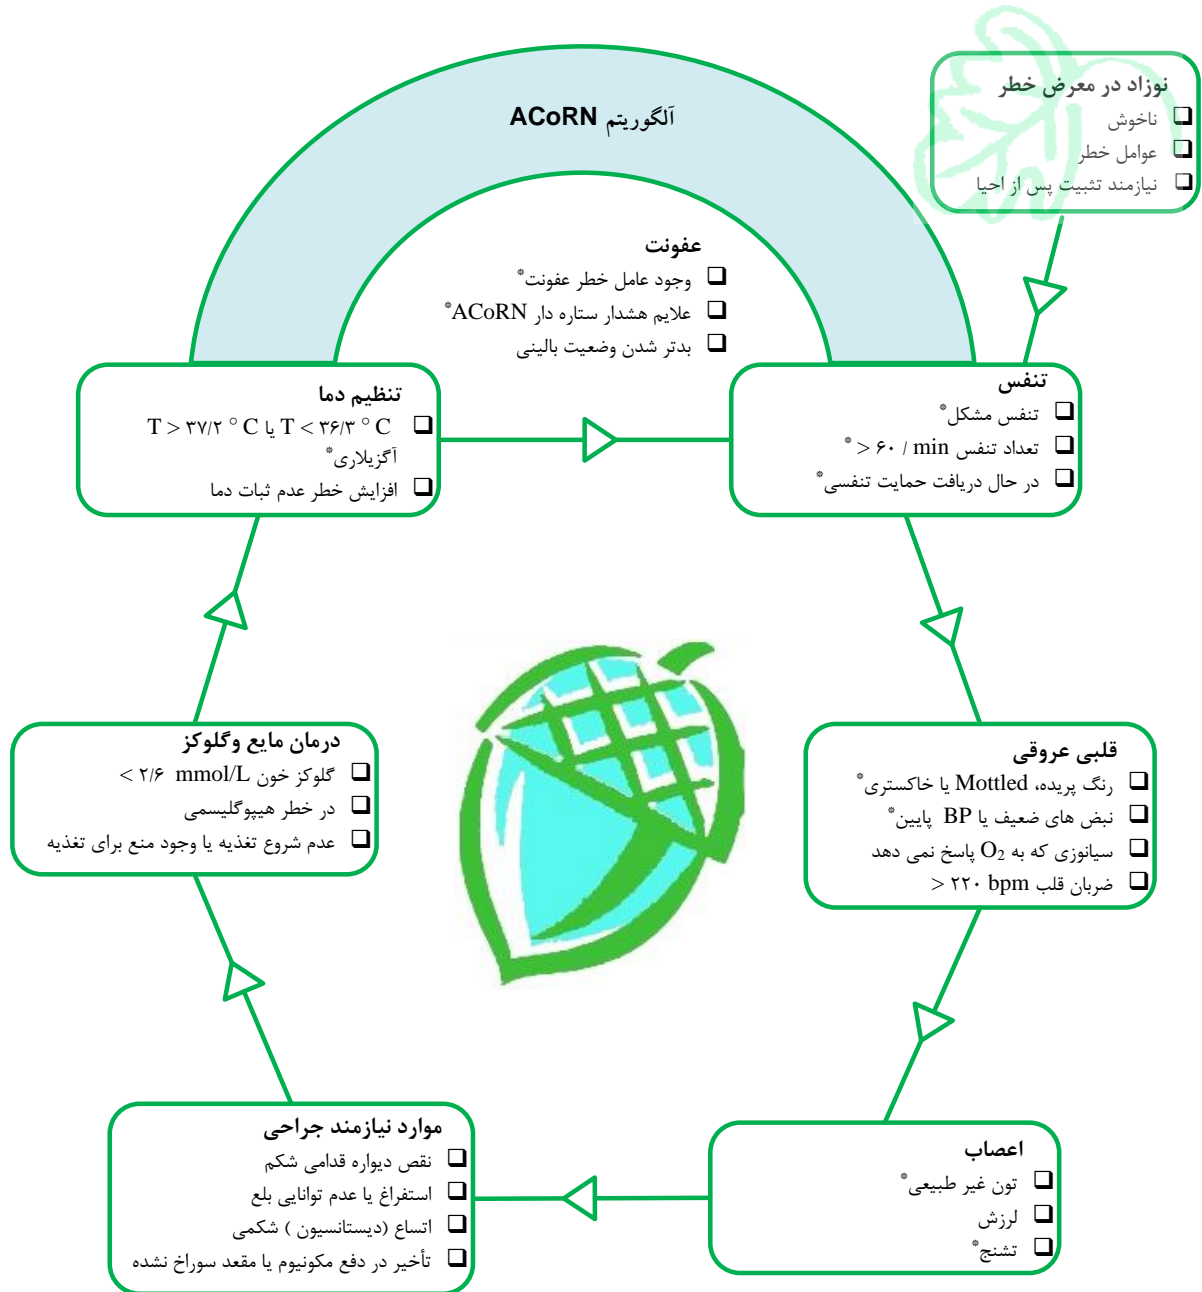 آلگوریتم ACoRN
نوزاد در معرض خطر
❑ ناخوش
❑ عوامل خطر
❑ نیازمند تثبیت پس از احیا
عفونت
❑ وجود عامل خطر عفونت*
❑ علایم هشدار ستاره دار ACoRN*
❑ بدتر شدن وضعیت بالینی
تنفس
❑ تنفس مشکل*
❑ تعداد تنفس ۶۰ / min < > *
❑ در حال دریافت حمایت تنفسی*
قلبی عروقی
❑ رنگ پریده، Mottled یا خاکستری*
❑ نبض های ضعیف یا BP پایین*
❑ سیانوزی که به O₂ پاسخ نمی دهد
❑ ضربان قلب ۲۲۰ bpm < >
اعصاب
❑ تون غیر طبیعی*
❑ لرزش
❑ تشنج*
موارد نیازمند جراحی
❑ نقص دیواره قدامی شکم
❑ استفراغ یا عدم توانایی بلع
❑ اتساع (دیستانسیون ) شکمی
❑ تأخیر در دفع مکونیوم یا مقعد سوراخ نشده
درمان مایع وگلوکز
❑ گلوکز خون ۲/۶ mmol/L >
❑ در خطر هیپوگلیسمی
❑ عدم شروع تغذیه یا وجود منع برای تغذیه
تنظیم دما
❑ T < ۳۶/۳ ° C یا T > ۳۷/۲ ° C
آگزیلاری*
❑ افزایش خطر عدم ثبات دما